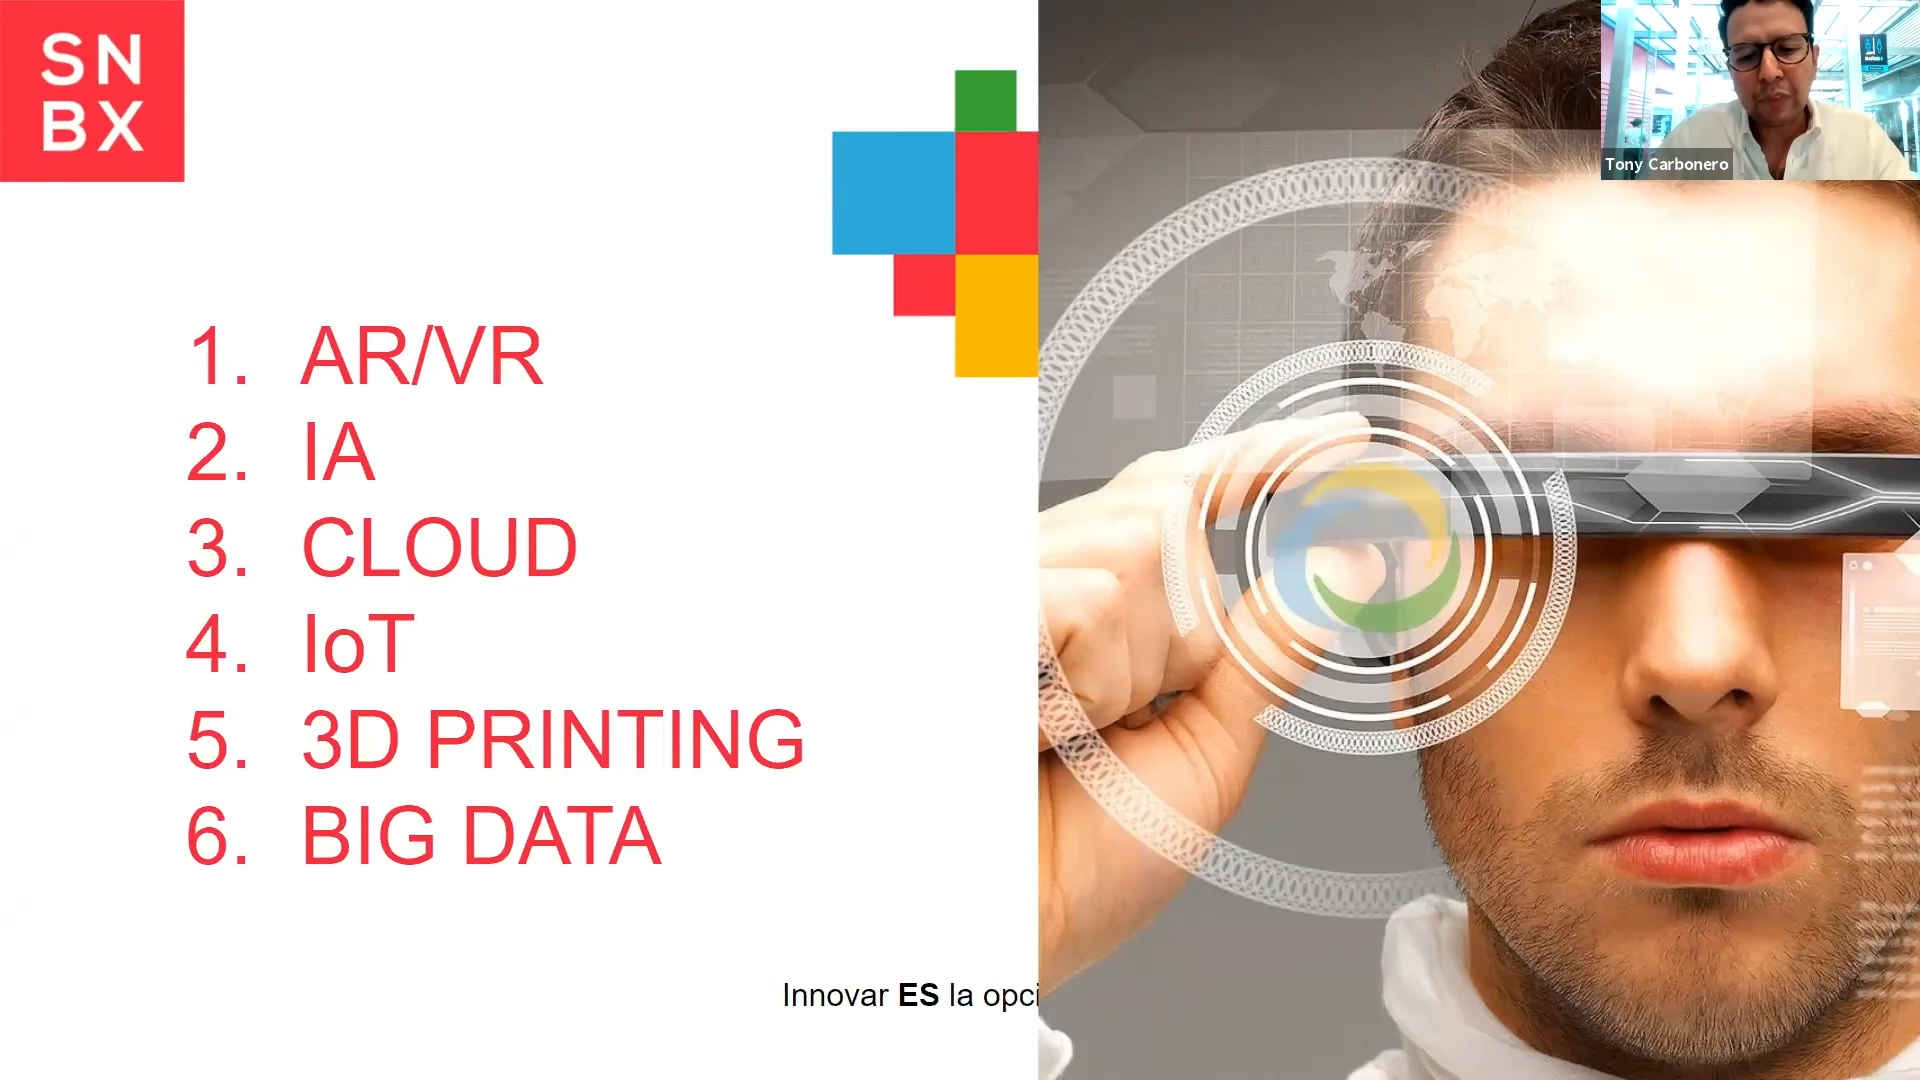 SN
BX
Tony Carbonero
1. AR/VR
2. IA
3. CLOUD
4. IoT
5. 3D PRINTING
6. BIG DATA
Innovar ES la opci